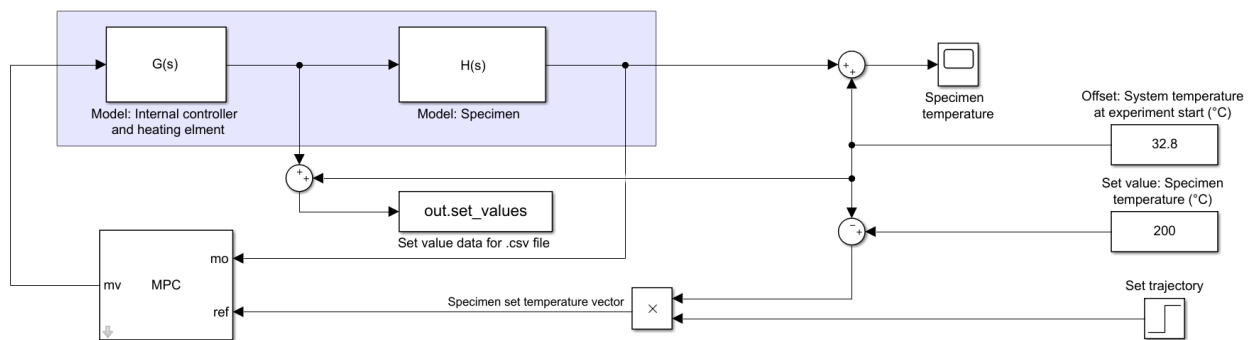 G(s)
H(s)
Model: Internal controller
and heating elment
Model: Specimen
+
+
Specimen
temperature
Offset: System temperature
at experiment start (°C)
32.8
+
+
out.set_values
Set value data for .csv file
Set value: Specimen
temperature (°C)
−
+
200
mo
mv
MPC
ref
Specimen set temperature vector
×
Set trajectory